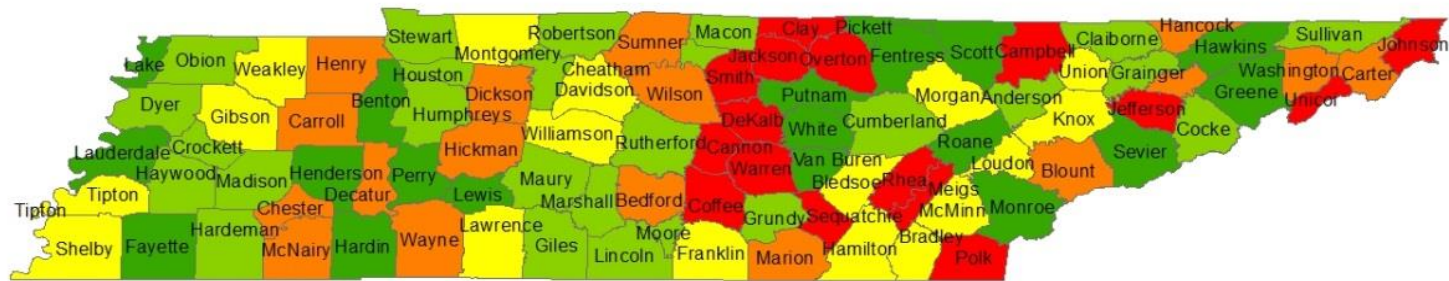 Lake
Obion
Weakley
Henry
Stewart
Montgomery
Robertson
Sumner
Macon
Clay
Pickett
Jackson
Overton
Fentress
Scott
Campbell
Claiborne
Hancock
Hawkins
Sullivan
Johnson
Dyer
Gibson
Carroll
Benton
Houston
Humphreys
Dickson
Cheatham
Davidson
Wilson
Smith
Putnam
Morgan
Anderson
Union
Grainger
Washington
Carter
Greene
Unicoi
Lauderdale
Crockett
Haywood
Madison
Henderson
Decatur
Perry
Hickman
Williamson
Rutherford
DeKalb
Cannon
Warren
White
Van Buren
Cumberland
Roane
Knox
Jefferson
Cocke
Sevier
Tipton
Tipton
Chester
Lewis
Maury
Marshall
Bedford
Coffee
Grundy
Sequatchie
Bledsoe
Rhea
Meigs
McMinn
Loudon
Blount
Monroe
Shelby
Fayette
Hardeman
McNairy
Hardin
Wayne
Lawrence
Giles
Lincoln
Moore
Franklin
Marion
Hamilton
Bradley
Polk